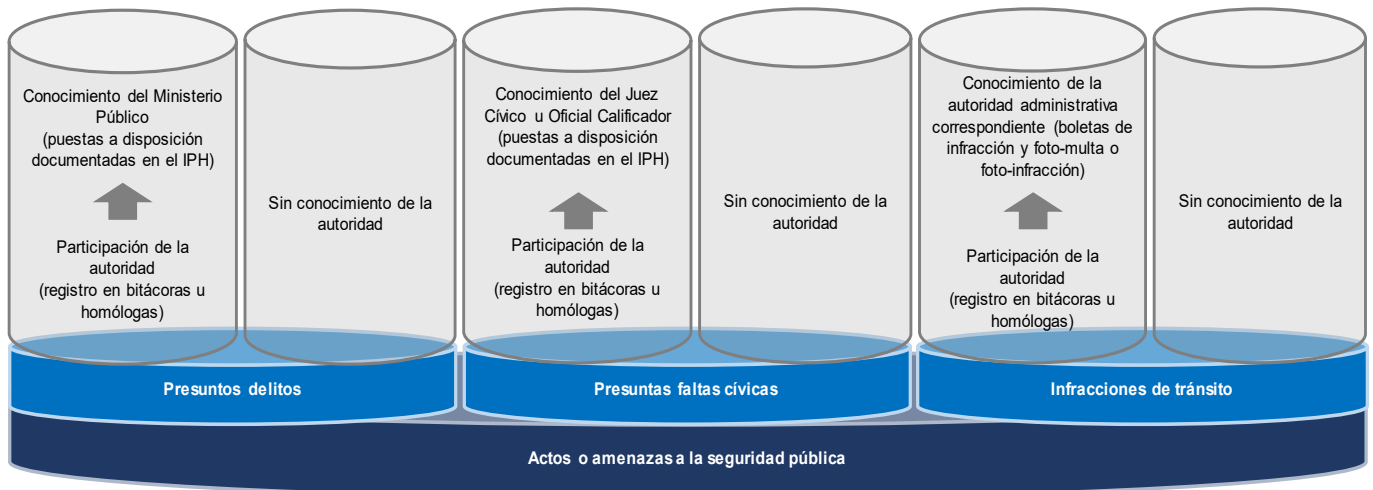 Conocimiento del Ministerio
Público
(puestas a disposición
documentadas en el IPH)
Participación de la
autoridad
(registro en bitácoras u
homólogas)
Sin conocimiento de la
autoridad
Conocimiento del Juez
Cívico u Oficial Calificador
(puestas a disposición
documentadas en el IPH)
Participación de la
autoridad
(registro en bitácoras u
homólogas)
Sin conocimiento de la
autoridad
Conocimiento de la
autoridad administrativa
correspondiente (boletas de
infracción y foto-multa o
foto-infracción)
Participación de la
autoridad
(registro en bitácoras u
homólogas)
Sin conocimiento de la
autoridad
Presuntos delitos
Presuntas faltas cívicas
Infracciones de tránsito
Actos o amenazas a la seguridad pública